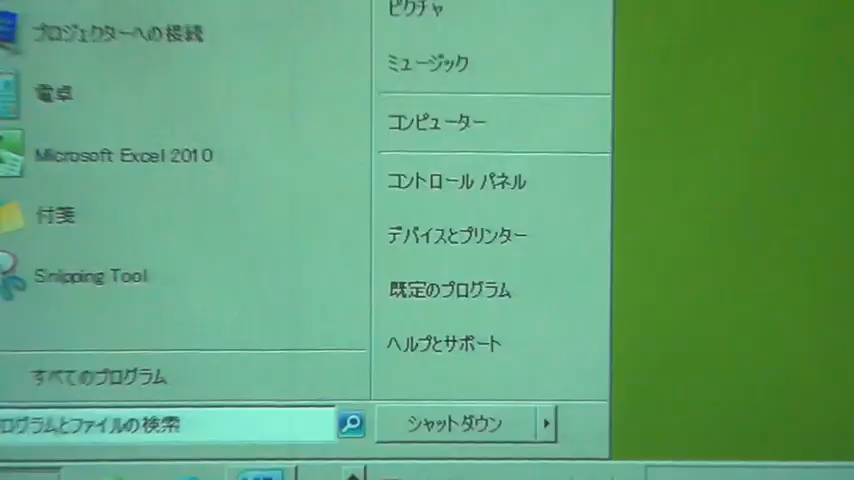 プロジェクターへの接続
電卓
Microsoft Excel 2010
付箋
Snipping Tool
すべてのプログラム
ログラムとファイルの検索
ピクチャ
ミュージック
コンピューター
コントロール パネル
デバイスとプリンター
既定のプログラム
ヘルプとサポート
シャットダウン